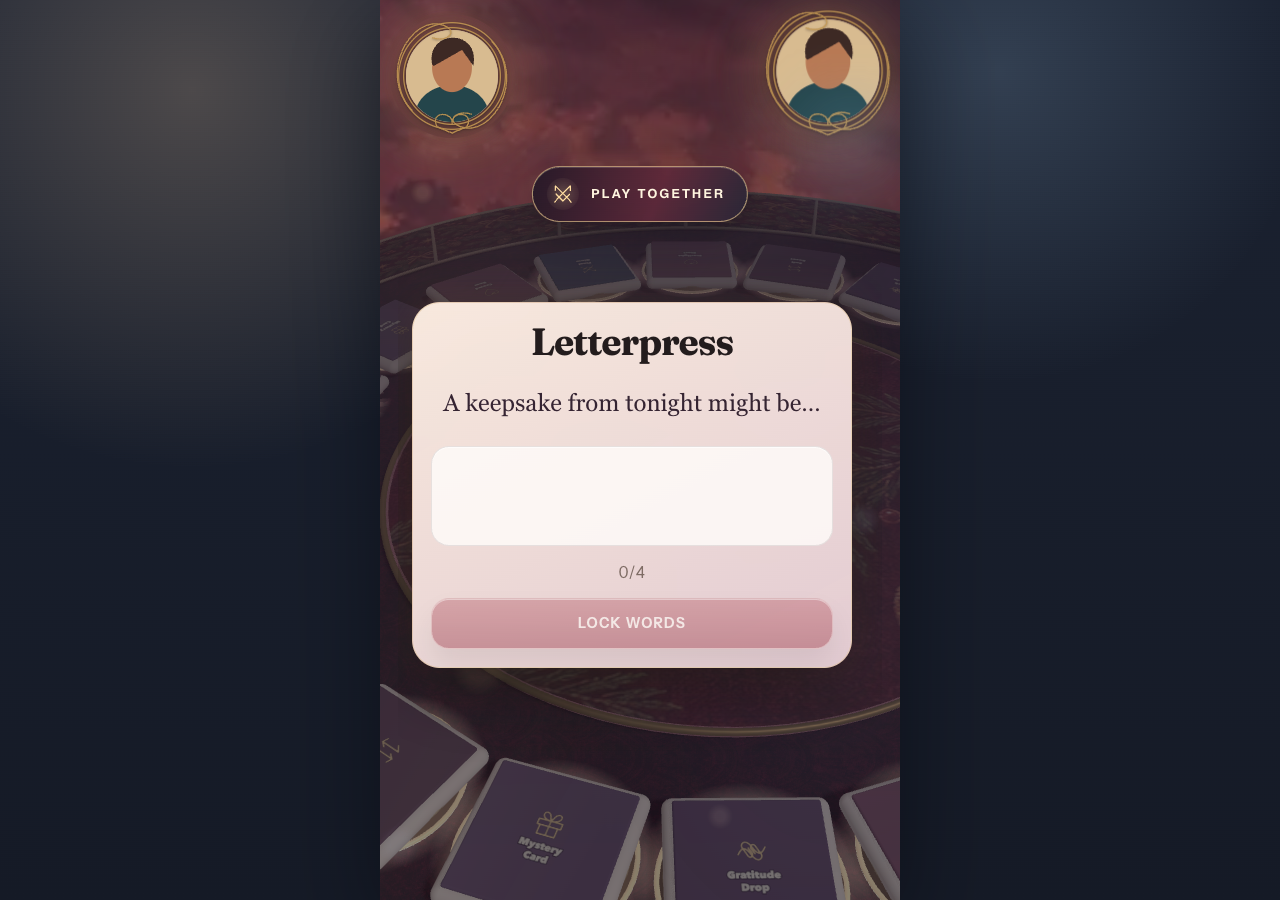 PLAY TOGETHER
Letterpress
A keepsake from tonight might be...
0/4
LOCK WORDS
Mystery
Card
Gratitude
Drop